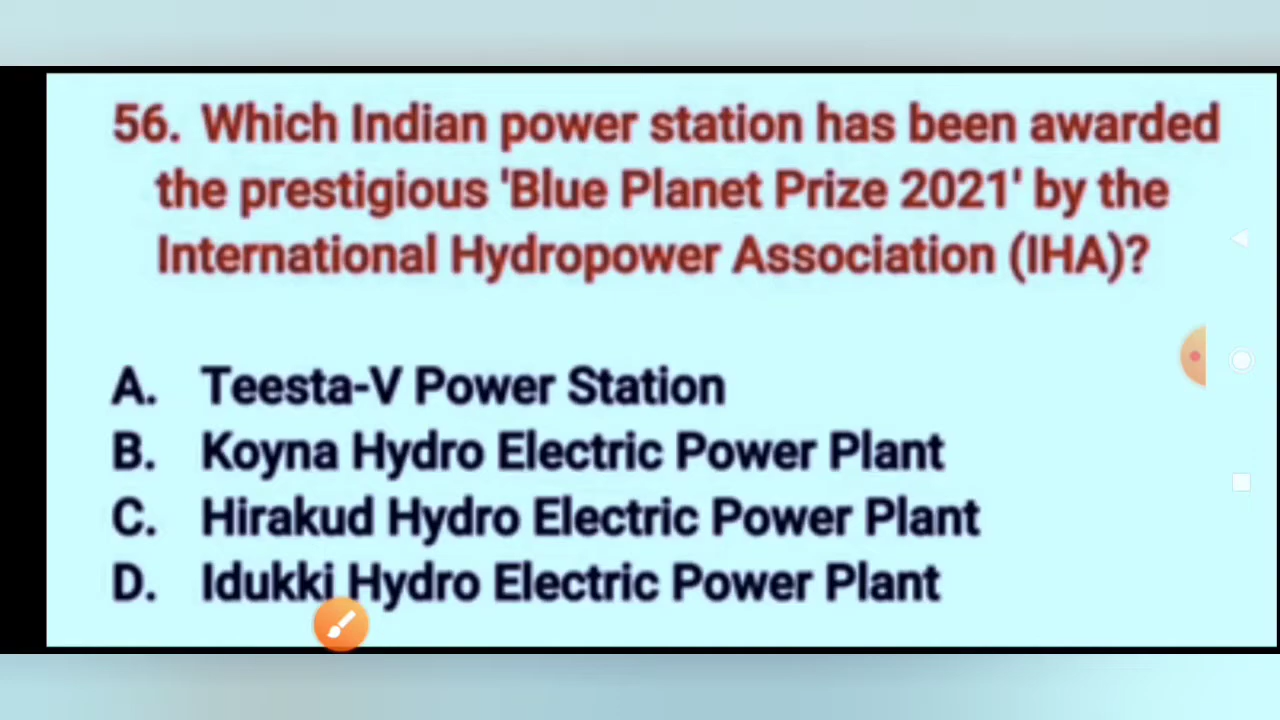 56. Which Indian power station has been awarded
the prestigious 'Blue Planet Prize 2021' by the
International Hydropower Association (IHA)?
A. Teesta-V Power Station
B. Koyna Hydro Electric Power Plant
C. Hirakud Hydro Electric Power Plant
D. Idukki Hydro Electric Power Plant